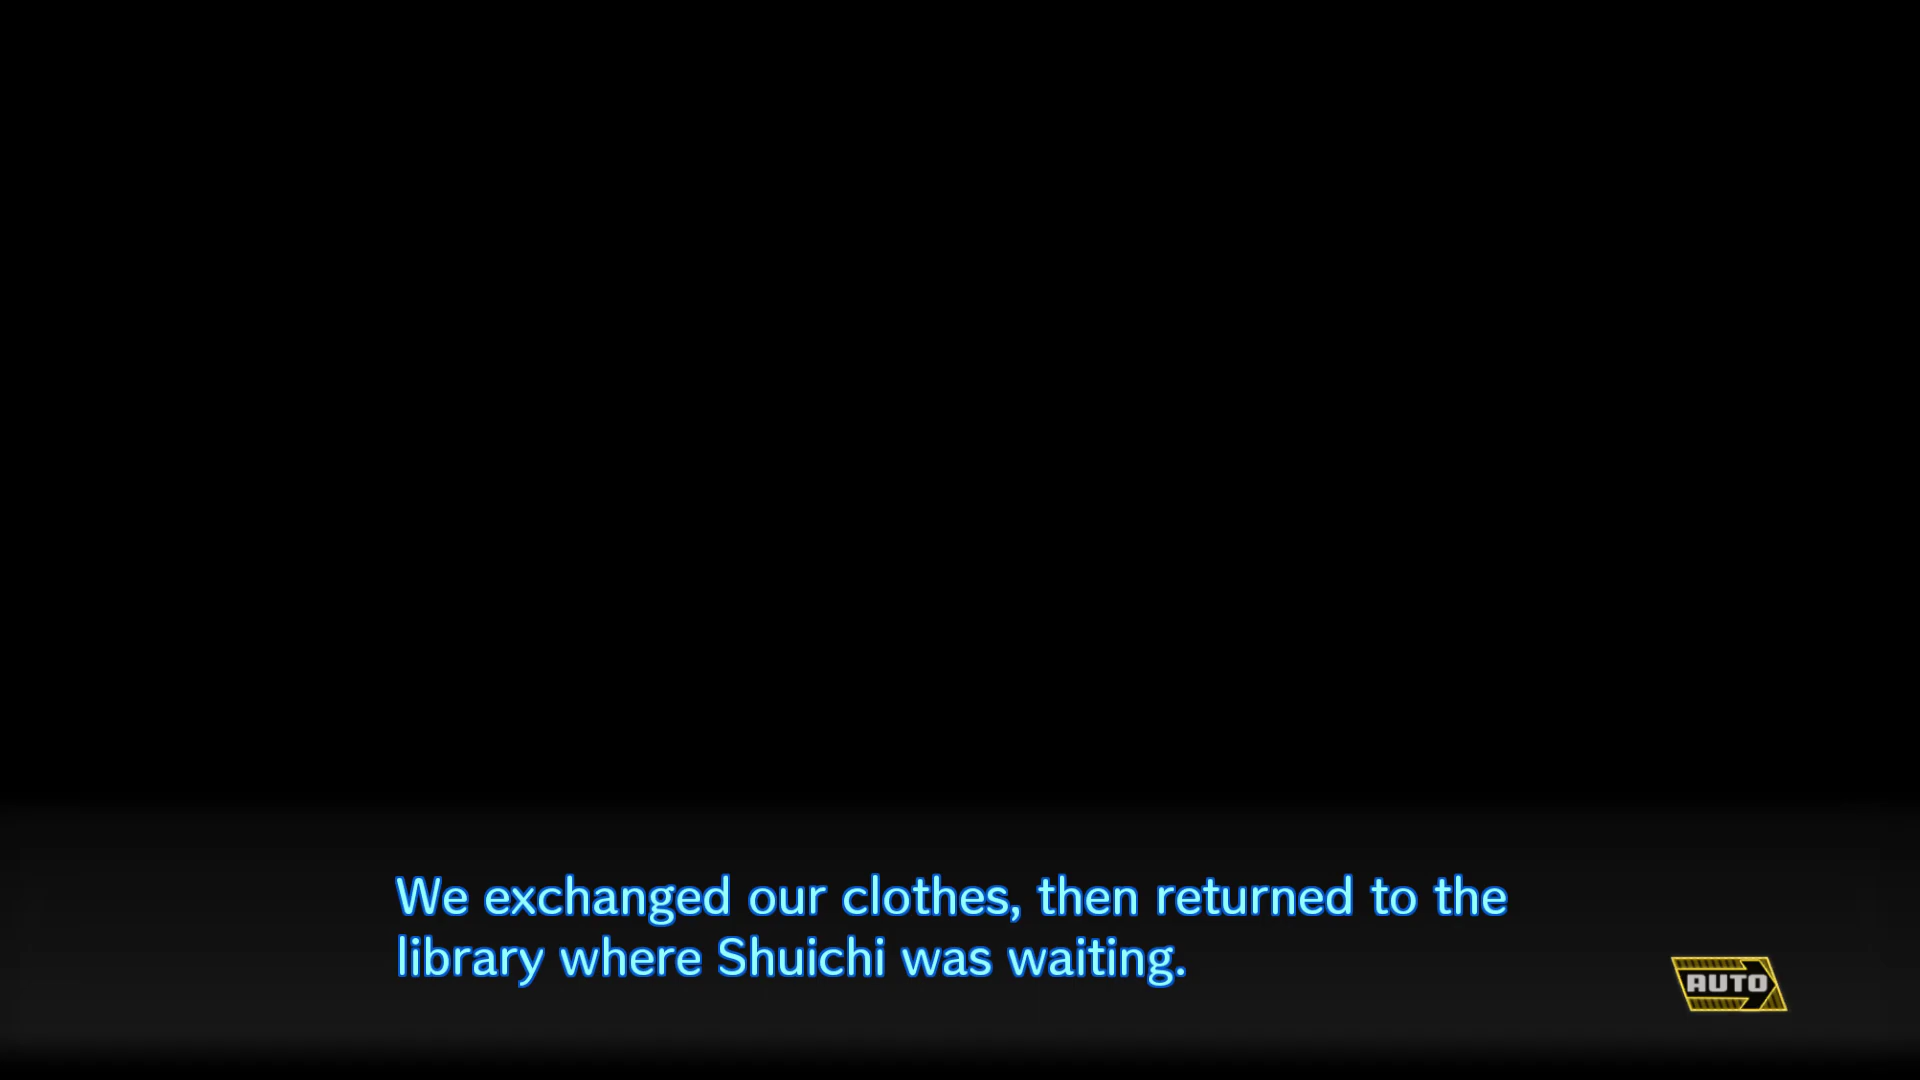 We exchanged our clothes, then returned to the
library where Shuichi was waiting.
AUTO